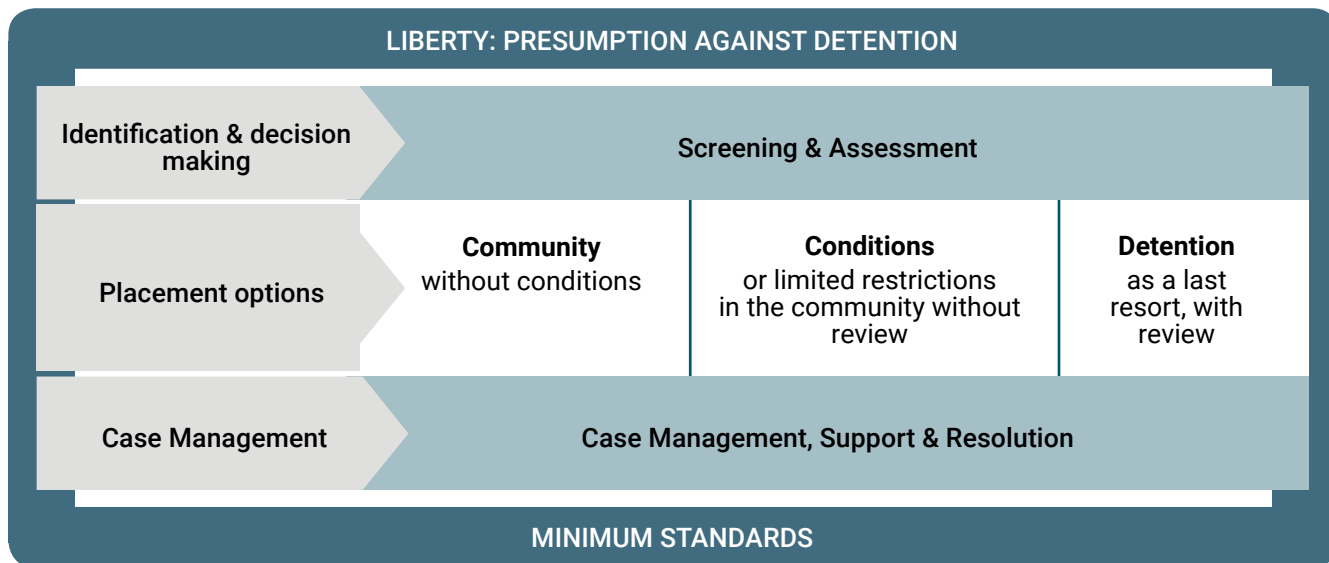 LIBERTY: PRESUMPTION AGAINST DETENTION
Identification & decision
making
Screening & Assessment
Placement options
Community
without conditions
Conditions
or limited restrictions
in the community without
review
Detention
as a last
resort, with
review
Case Management
Case Management, Support & Resolution
MINIMUM STANDARDS